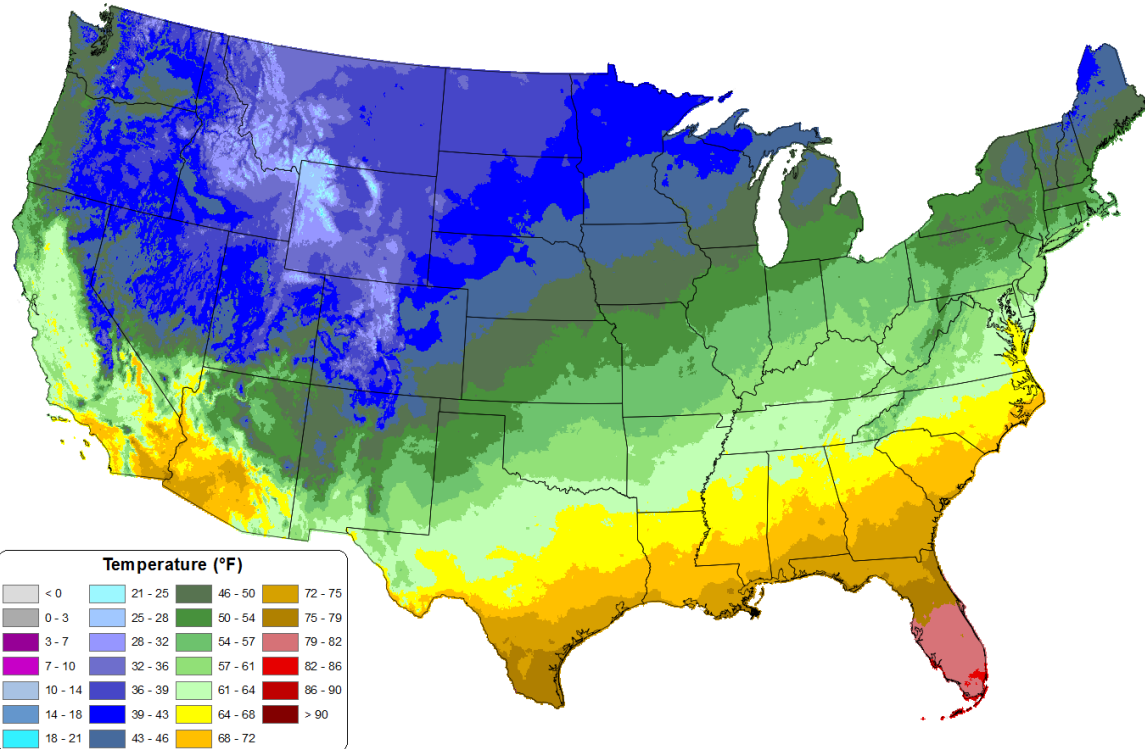 Temperature (°F)
< 0 21 - 25 46 - 50 72 - 75
0 - 3 25 - 28 50 - 54 75 - 79
3 - 7 28 - 32 54 - 57 79 - 82
7 - 10 32 - 36 57 - 61 82 - 86
10 - 14 36 - 39 61 - 64 86 - 90
14 - 18 39 - 43 64 - 68 > 90
18 - 21 43 - 46 68 - 72